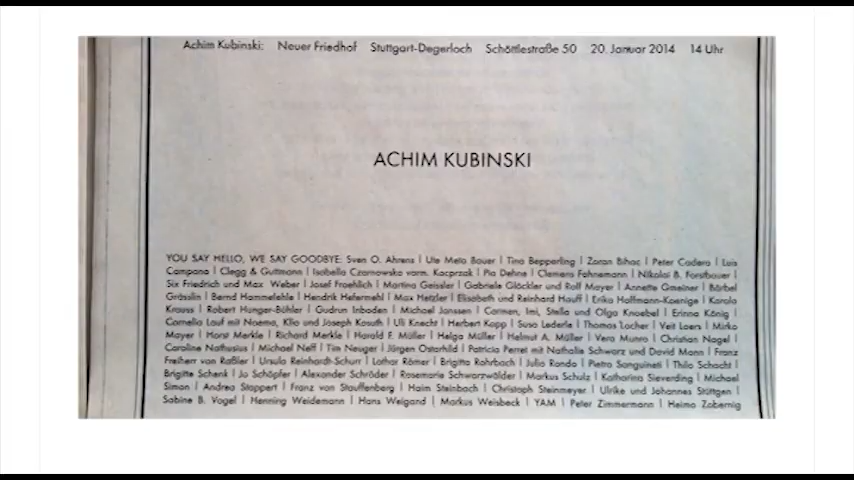 Achim Kubinski: Neuer Friedhof Stuttgart-Degerloch Schöttlestraße 50 20. Januar 2014 14 Uhr
ACHIM KUBINSKI
YOU SAY HELLO, WE SAY GOODBYE: Sven O. Ahrens | Ute Meta Bauer | Tina Bepperling | Zoran Bihac | Peter Cadera | Luis
Campana | Clegg & Guttmann | Isabella Czarnowska vorm. Kacprzak | Pia Dehne | Clemens Fahnemann | Nikolai B. Forstbauer |
Six Friedrich und Max Weber | Josef Froehlich | Martina Geissler | Gabriele Glöckler und Rolf Mayer | Annette Gmeiner | Bärbel
Grässlin | Bernd Hammelehle | Hendrik Hefermehl | Max Hetzler | Elisabeth und Reinhard Hauff | Erika Hoffmann-Koenige | Karola
Krauss | Robert Hunger-Bühler | Gudrun Inboden | Michael Janssen | Carmen, Imi, Stella und Olga Knoebel | Erinna König |
Cornelia Lauf mit Noema, Klio und Joseph Kosuth | Uli Knecht | Herbert Kopp | Susa Lederle | Thomas Locher | Veit Loers | Mirko
Mayer | Horst Merkle | Richard Merkle | Harald F. Müller | Helga Müller | Helmut A. Müller | Vera Munro | Christian Nagel |
Caroline Nathusius | Michael Neff | Tim Neuger | Jürgen Ostarhild | Patricia Perret mit Nathalie Schwarz und David Mann | Franz
Freiherr von Raßler | Ursula Reinhardt-Schurr | Lothar Römer | Brigitta Rohrbach | Julia Ronda | Pietro Sanguineti | Thilo Schacht |
Brigitte Schenk | Jo Schöpfer | Alexander Schröder | Rosemarie Schwarzwälder | Markus Schulz | Katharina Sieverding | Michael
Simon | Andrea Stappert | Franz von Stauffenberg | Haim Steinbach | Christoph Steinmeyer | Ulrike und Johannes Stüttgen |
Sabine B. Vogel | Henning Weidemann | Hans Weigand | Markus Weisbeck | YAM | Peter Zimmermann | Heimo Zobernig